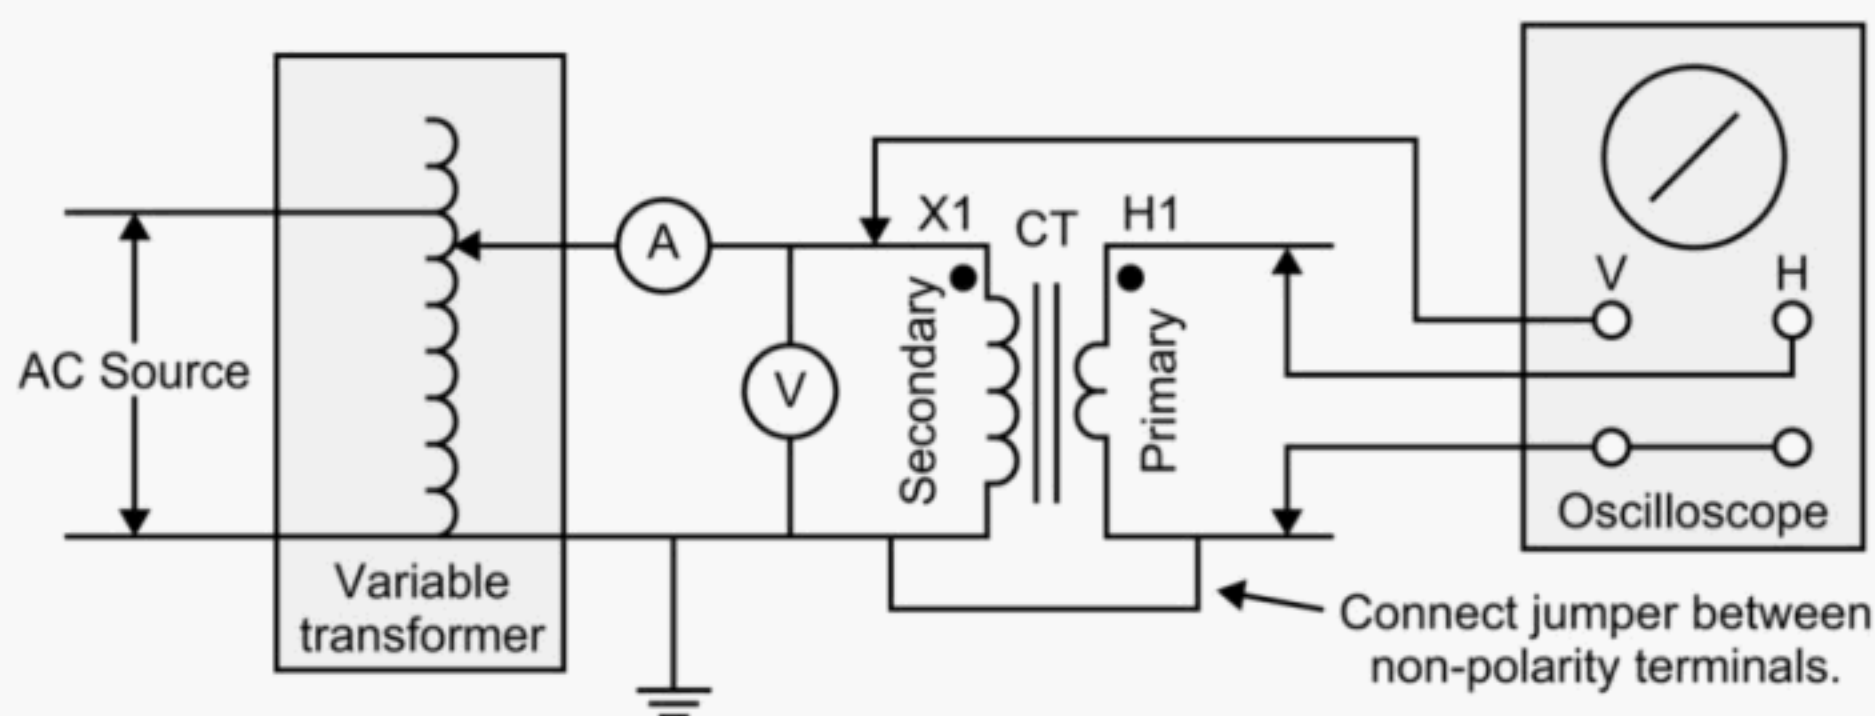 AC Source
Variable
transformer
A
V
X1
CT
H1
Secondary
Primary
V
H
Oscilloscope
Connect jumper between
non-polarity terminals.